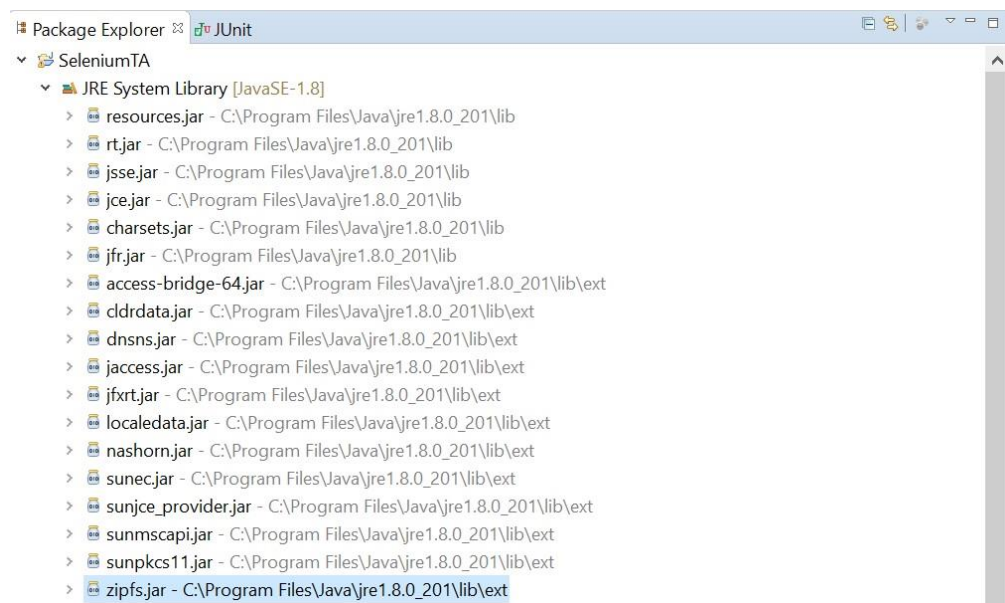 Package Explorer JUnit
SeleniumTA
JRE System Library [JavaSE-1.8]
resources.jar - C:\Program Files\Java\jre1.8.0_201\lib
rt.jar - C:\Program Files\Java\jre1.8.0_201\lib
jsse.jar - C:\Program Files\Java\jre1.8.0_201\lib
jce.jar - C:\Program Files\Java\jre1.8.0_201\lib
charsets.jar - C:\Program Files\Java\jre1.8.0_201\lib
jfr.jar - C:\Program Files\Java\jre1.8.0_201\lib
access-bridge-64.jar - C:\Program Files\Java\jre1.8.0_201\lib\ext
cldrdata.jar - C:\Program Files\Java\jre1.8.0_201\lib\ext
dnsns.jar - C:\Program Files\Java\jre1.8.0_201\lib\ext
jaccess.jar - C:\Program Files\Java\jre1.8.0_201\lib\ext
jfxrt.jar - C:\Program Files\Java\jre1.8.0_201\lib\ext
localedata.jar - C:\Program Files\Java\jre1.8.0_201\lib\ext
nashorn.jar - C:\Program Files\Java\jre1.8.0_201\lib\ext
sunec.jar - C:\Program Files\Java\jre1.8.0_201\lib\ext
sunjce_provider.jar - C:\Program Files\Java\jre1.8.0_201\lib\ext
sunmscapi.jar - C:\Program Files\Java\jre1.8.0_201\lib\ext
sunpkcs11.jar - C:\Program Files\Java\jre1.8.0_201\lib\ext
zipfs.jar - C:\Program Files\Java\jre1.8.0_201\lib\ext